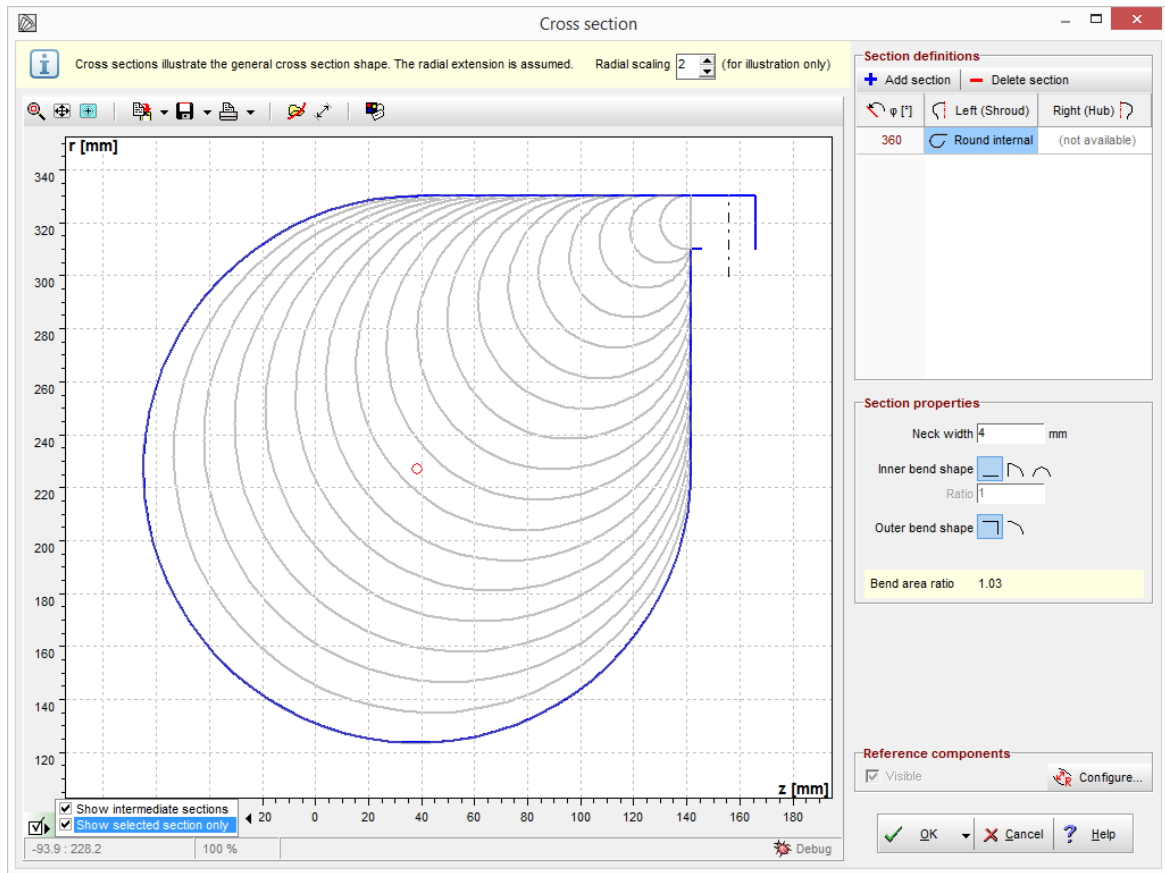 Cross section
Cross sections illustrate the general cross section shape. The radial extension is assumed. Radial scaling 2 (for illustration only)
r [mm]
340
320
300
280
260
240
220
200
180
160
140
120
z [mm]
20 0 20 40 60 80 100 120 140 160 180
Show intermediate sections
Show selected section only
-93.9 : 228.2 100 % Debug
Section definitions
Add section Delete section
φ [°] Left (Shroud) Right (Hub)
360 Round internal (not available)
Section properties
Neck width 4 mm
Inner bend shape
Ratio 1
Outer bend shape
Bend area ratio 1.03
Reference components
Visible R Configure...
OK Cancel ? Help